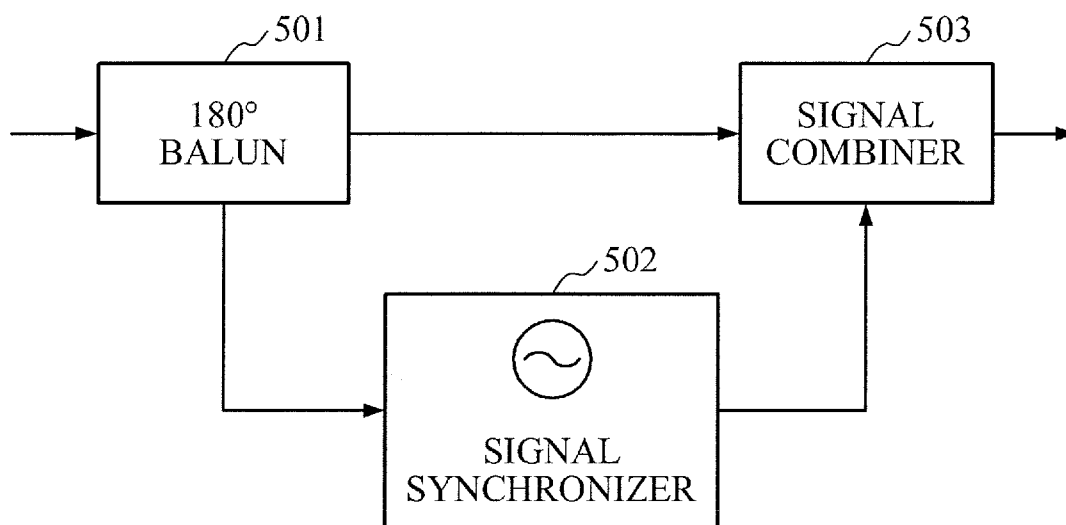 501
180°
BALUN
503
SIGNAL
COMBINER
502
SIGNAL
SYNCHRONIZER